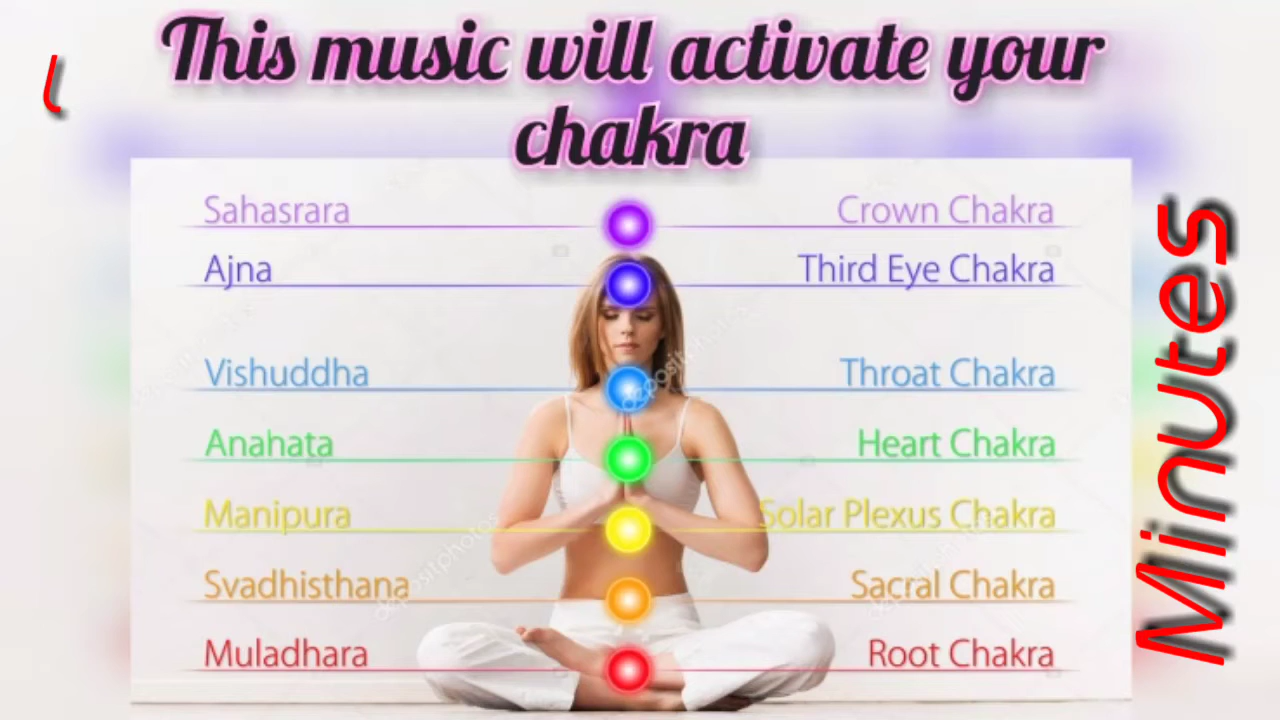 This music will activate your
chakra
Sahasrara
Crown Chakra
Ajna
Third Eye Chakra
Vishuddha
Throat Chakra
Anahata
Heart Chakra
Manipura
Solar Plexus Chakra
Svadhisthana
Sacral Chakra
Muladhara
Root Chakra
Minutes
depositphotos